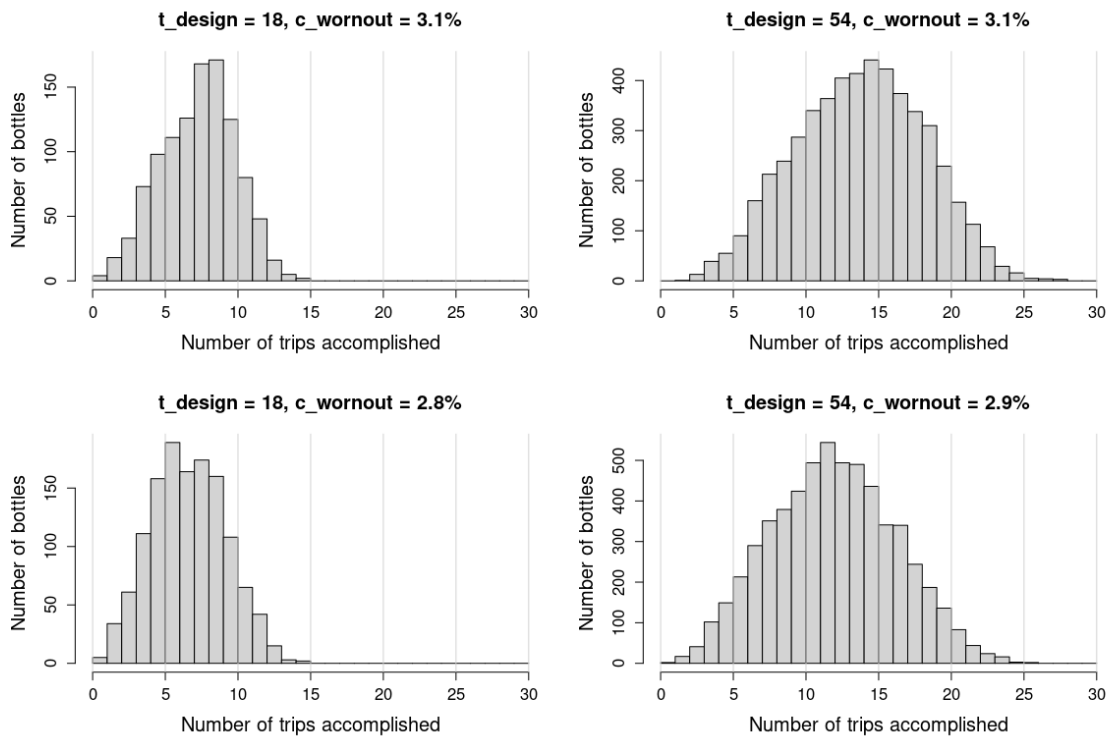 t_design = 18, c_wornout = 3.1%
Number of bottles
0
50
100
150
0 5 10 15 20 25 30
Number of trips accomplished
t_design = 54, c_wornout = 3.1%
Number of bottles
0
100
200
300
400
0 5 10 15 20 25 30
Number of trips accomplished
t_design = 18, c_wornout = 2.8%
Number of bottles
0
50
100
150
0 5 10 15 20 25 30
Number of trips accomplished
t_design = 54, c_wornout = 2.9%
Number of bottles
0
100
200
300
400
500
0 5 10 15 20 25 30
Number of trips accomplished